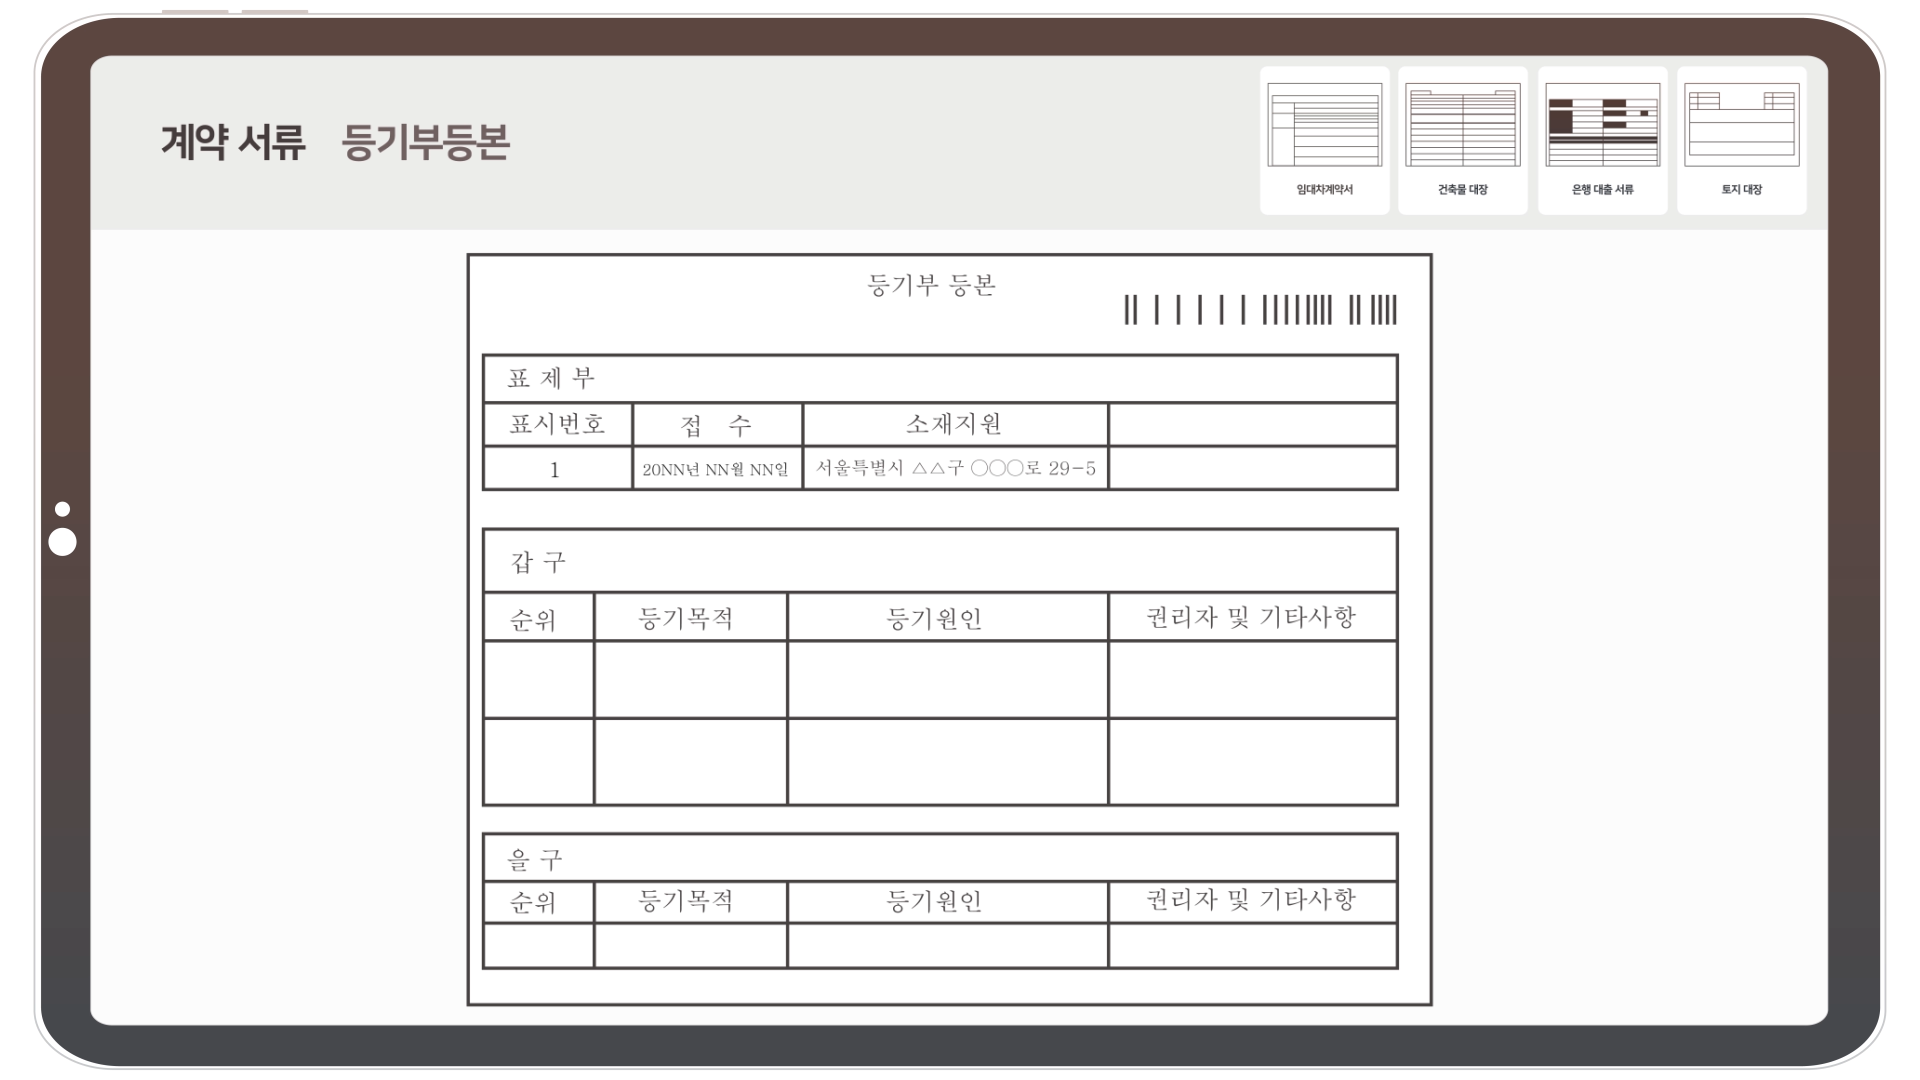 계약 서류 등기부등본
임대차계약서 건축물 대장 은행 대출 서류 토지 대장
등기부 등본
표 제 부
표시번호 접 수 소재지원
1 20NN년 NN월 NN일 서울특별시 △△구 ○○○로 29-5
갑 구
순위 등기목적 등기원인 권리자 및 기타사항
을 구
순위 등기목적 등기원인 권리자 및 기타사항